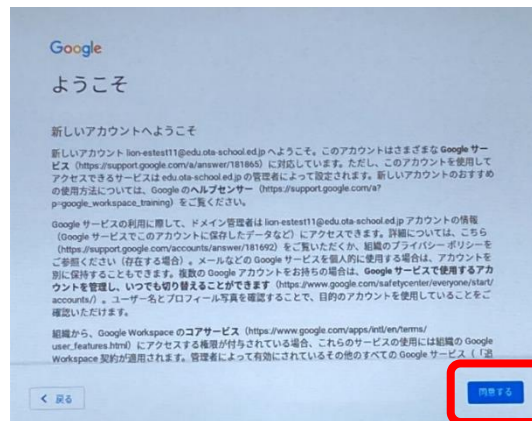 Google
ようこそ
新しいアカウントへようこそ
新しいアカウント lion-estest11@edu.ota-school.ed.jp へようこそ。このアカウントはさまざまな Google サー
ビス（https://support.google.com/a/answer/181865）に対応しています。ただし、このアカウントを使用して
アクセスできるサービスは edu.ota-school.ed.jp の管理者によって設定されます。新しいアカウントのおすすめ
の使用方法については、Google のヘルプセンター（https://support.google.com/a?
p=google_workspace_training）をご覧ください。
Google サービスの利用に際して、ドメイン管理者は lion-estest11@edu.ota-school.ed.jp アカウントの情報
（Google サービスでこのアカウントに保存したデータなど）にアクセスできます。詳細については、こちら
（https://support.google.com/accounts/answer/181692）をご覧いただくか、組織のプライバシー ポリシーを
ご参照ください（存在する場合）。メールなどの Google サービスを個人的に使用する場合は、アカウントを
別に保持することもできます。複数の Google アカウントをお持ちの場合は、Google サービスで使用するアカ
ウントを管理し、いつでも切り替えることができます（https://www.google.com/safetycenter/everyone/start/
accounts/）。ユーザー名とプロフィール写真を確認することで、目的のアカウントを使用していることをご
確認いただけます。
組織から、Google Workspace のコアサービス（https://www.google.com/apps/intl/en/terms/
user_features.html）にアクセスする権限が付与されている場合、これらのサービスの使用には組織の Google
Workspace 契約が適用されます。管理者によって有効にされているその他のすべての Google サービス（「追
戻る
同意する